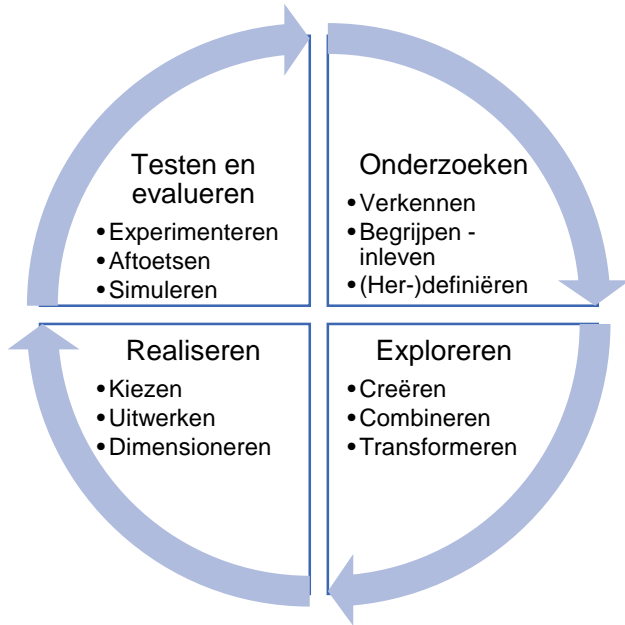 Testen en
evalueren
•Experimenteren
•Aftoetsen
•Simuleren
Onderzoeken
•Verkennen
•Begrijpen -
inleven
•(Her-)definiëren
Realiseren
•Kiezen
•Uitwerken
•Dimensioneren
Exploreren
•Creëren
•Combineren
•Transformeren